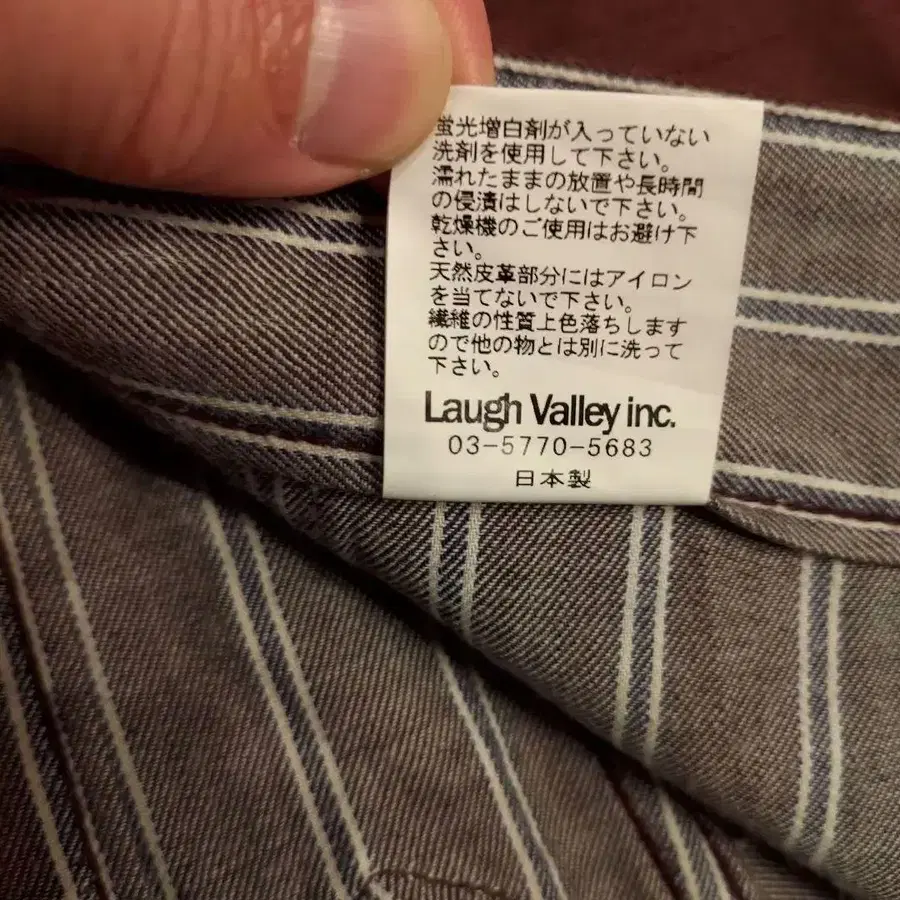 蛍光増白剤が入っていない
洗剤を使用して下さい。
濡れたままの放置や長時間
の侵漬はしないで下さい。
乾燥機のご使用はお避け下
さい。
天然皮革部分にはアイロン
を当てないで下さい。
繊維の性質上色落ちします
ので他の物とは別に洗って
下さい。
Laugh Valley inc.
03-5770-5683
日本製